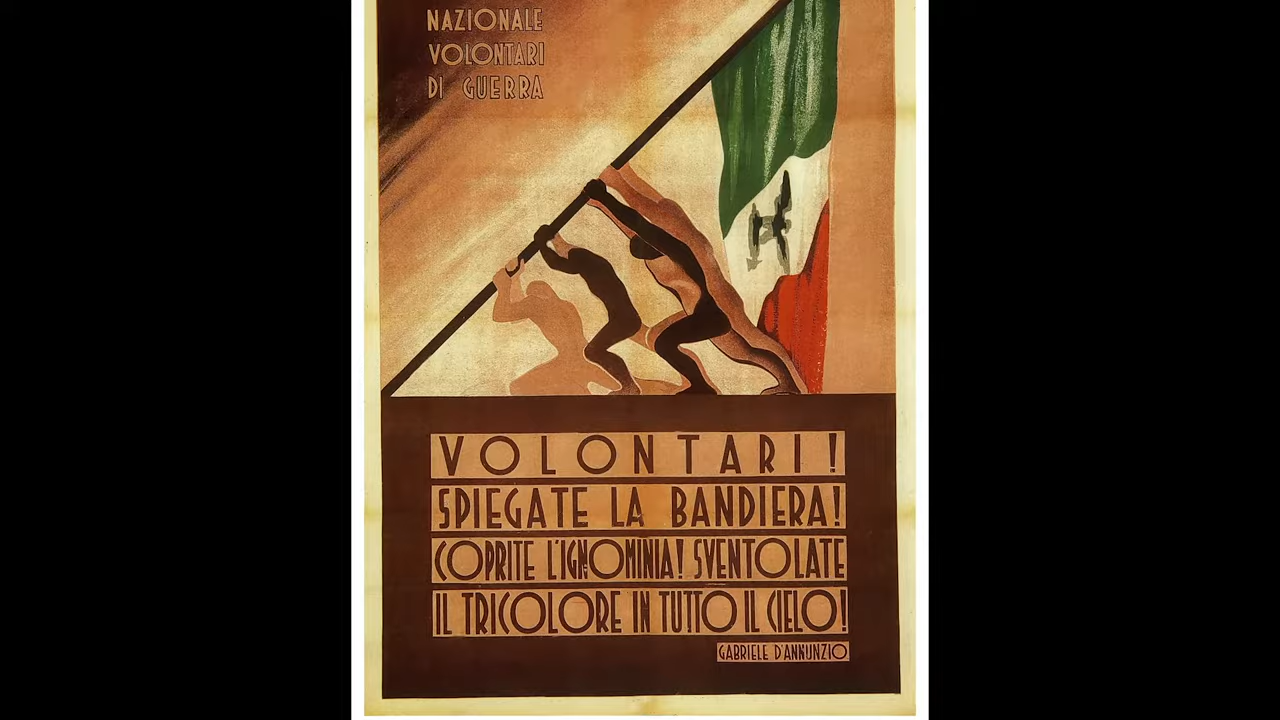 NAZIONALE
VOLONTARI
DI GUERRA
VOLONTARI!
SPIEGATE LA BANDIERA!
COPRITE L'IGNOMINIA! SVENTOLATE
IL TRICOLORE IN TUTTO IL CIELO!
GABRIELE D'ANNUNZIO